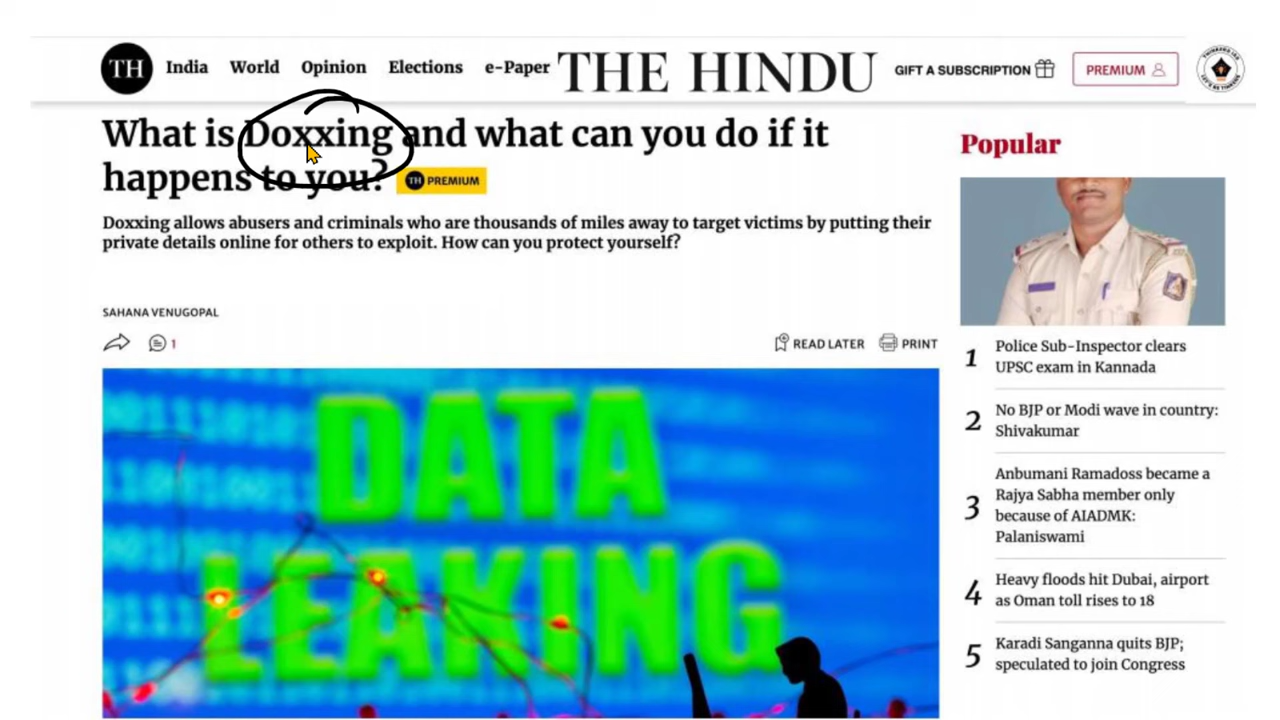 TH India World Opinion Elections e-Paper THE HINDU GIFT A SUBSCRIPTION PREMIUM
What is Doxxing and what can you do if it
happens to you? TH PREMIUM
Doxxing allows abusers and criminals who are thousands of miles away to target victims by putting their
private details online for others to exploit. How can you protect yourself?
SAHANA VENUGOPAL
1 READ LATER PRINT
DATA
LEAKING
Popular
1 Police Sub-Inspector clears
UPSC exam in Kannada
2 No BJP or Modi wave in country:
Shivakumar
3 Anbumani Ramadoss became a
Rajya Sabha member only
because of AIADMK:
Palaniswami
4 Heavy floods hit Dubai, airport
as Oman toll rises to 18
5 Karadi Sanganna quits BJP;
speculated to join Congress